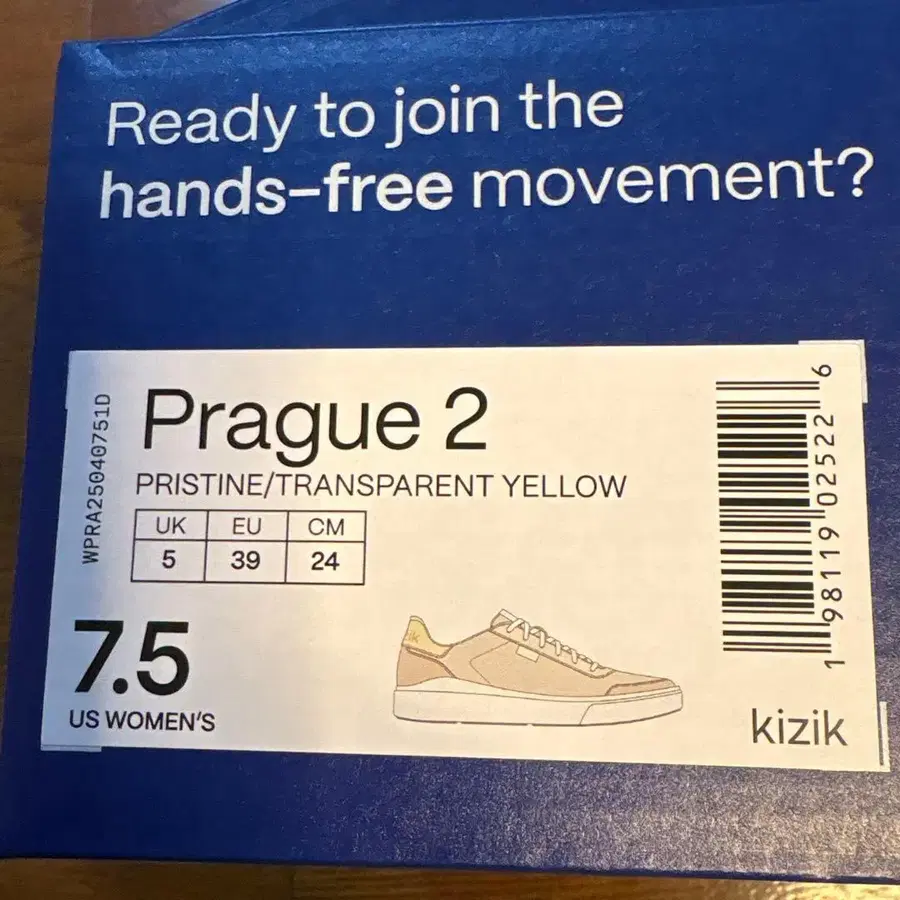 Ready to join the
hands-free movement?
WPRA25040751D
Prague 2
PRISTINE/TRANSPARENT YELLOW
UK EU CM
5 39 24
7.5
US WOMEN'S
1 98119 02522 6
kizik